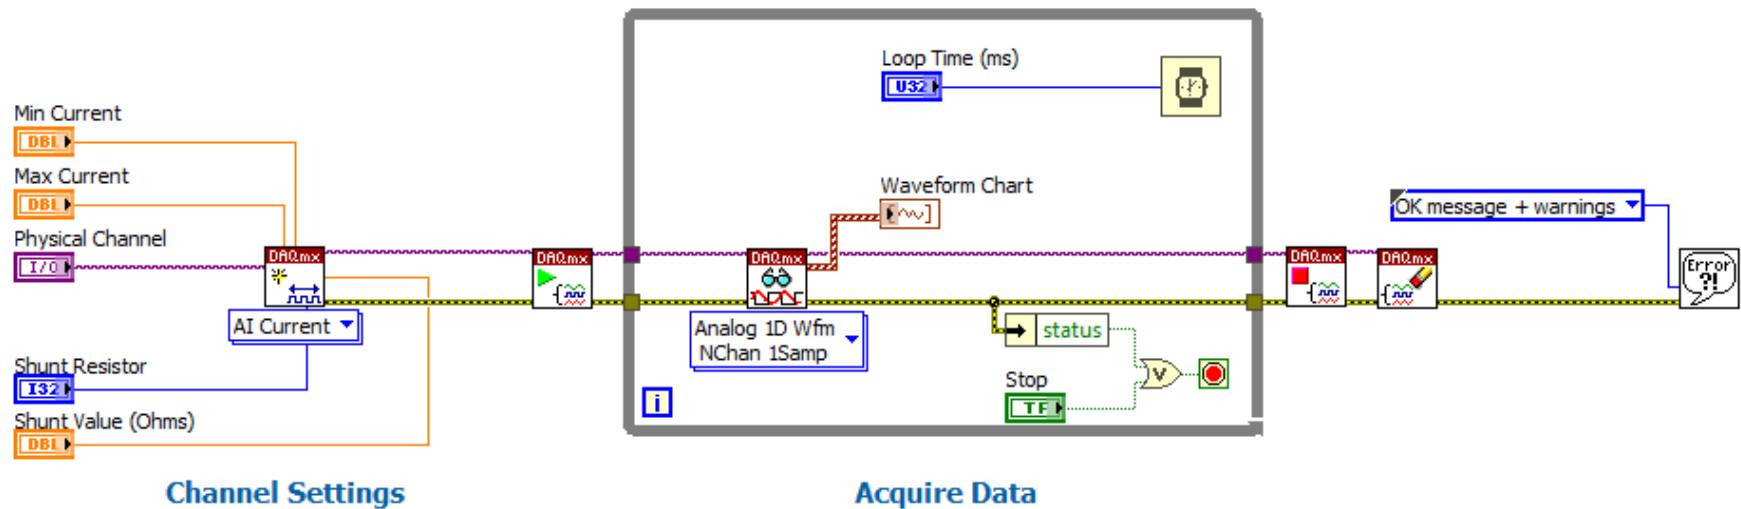 Loop Time (ms)
U32
Min Current
DBL
Max Current
DBL
Physical Channel
I/O
DAQmx
AI Current
Shunt Resistor
I32
Shunt Value (Ohms)
DBL
DAQmx
DAQmx
Analog 1D Wfm
NChan 1Samp
Waveform Chart
status
Stop
TF
V
i
DAQmx
DAQmx
OK message + warnings
Error
?!
Channel Settings
Acquire Data